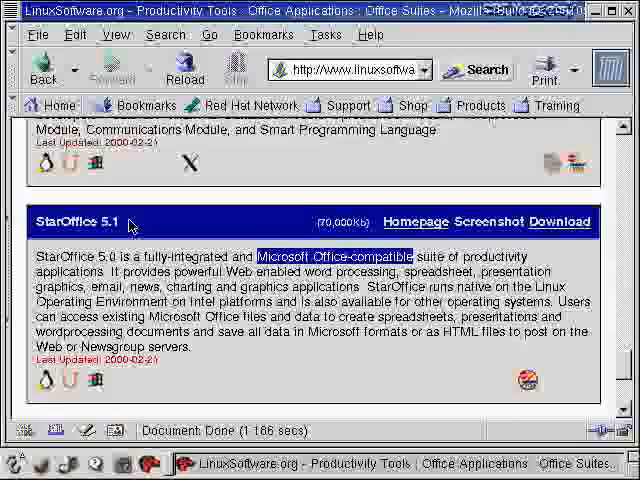 LinuxSoftware.org - Productivity Tools : Office Applications : Office Suites - Mozilla
File Edit View Search Go Bookmarks Tasks Help
Back Forward Reload Stop http://www.linuxsoftwa Search Print
Home Bookmarks Red Hat Network Support Shop Products Training
Module, Communications Module, and Smart Programming Language
Last Updated: 2000-02-21
StarOffice 5.1 (70,000Kb) Homepage Screenshot Download
StarOffice 5.0 is a fully-integrated and Microsoft Office-compatible suite of productivity
applications. It provides powerful Web enabled word processing, spreadsheet, presentation
graphics, email, news, charting and graphics applications. StarOffice runs native on the Linux
Operating Environment on Intel platforms and is also available for other operating systems. Users
can access existing Microsoft Office files and data to create spreadsheets, presentations and
wordprocessing documents and save all data in Microsoft formats or as HTML files to post on the
Web or Newsgroup servers.
Last Updated: 2000-02-21
Document: Done (1.166 secs)
LinuxSoftware.org - Productivity Tools : Office Applications : Office Suites...